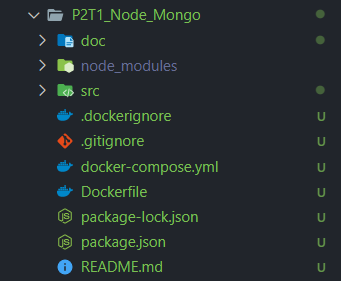 P2T1_Node_Mongo
doc
node_modules
src
.dockerignore U
.gitignore U
docker-compose.yml U
Dockerfile U
package-lock.json U
package.json U
README.md U